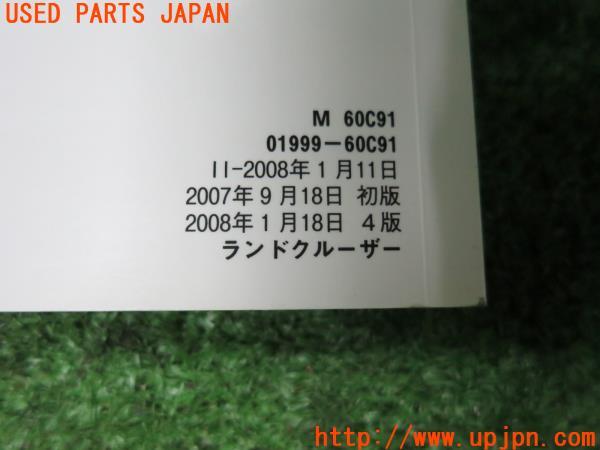 USED PARTS JAPAN
M 60C91
01999-60C91
II-2008年1月11日
2007年9月18日 初版
2008年1月18日 4版
ランドクルーザー
http://www.upjpn.com/